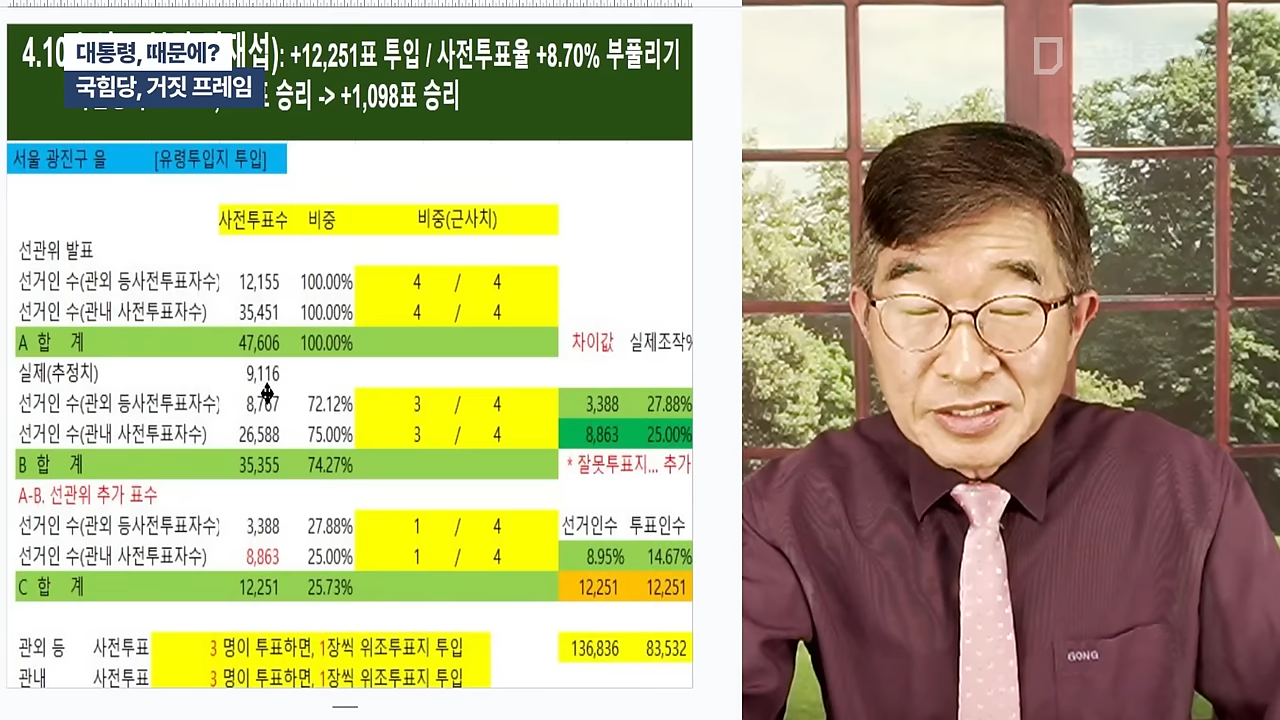 4.10 재섭): +12,251표 투입 / 사전투표율 +8.70% 부풀리기
대통령, 때문에?
국힘당, 거짓 프레임
표 승리 -> +1,098표 승리
서울 광진구 을 [유령투입지 투입]
사전투표수 비중 비중(근사치)
선관위 발표
선거인 수(관외 등사전투표자수) 12,155 100.00% 4 / 4
선거인 수(관내 사전투표자수) 35,451 100.00% 4 / 4
A 합 계 47,606 100.00% 차이값 실제조작%
실제(추정치) 9,116
선거인 수(관외 등사전투표자수) 8,767 72.12% 3 / 4 3,388 27.88%
선거인 수(관내 사전투표자수) 26,588 75.00% 3 / 4 8,863 25.00%
B 합 계 35,355 74.27% * 잘못투표지... 추가
A-B. 선관위 추가 표수
선거인 수(관외 등사전투표자수) 3,388 27.88% 1 / 4 선거인수 투표인수
선거인 수(관내 사전투표자수) 8,863 25.00% 1 / 4 8.95% 14.67%
C 합 계 12,251 25.73% 12,251 12,251
관외 등 사전투표 3 명이 투표하면, 1장씩 위조투표지 투입 136,836 83,532
관내 사전투표 3 명이 투표하면, 1장씩 위조투표지 투입
GONG